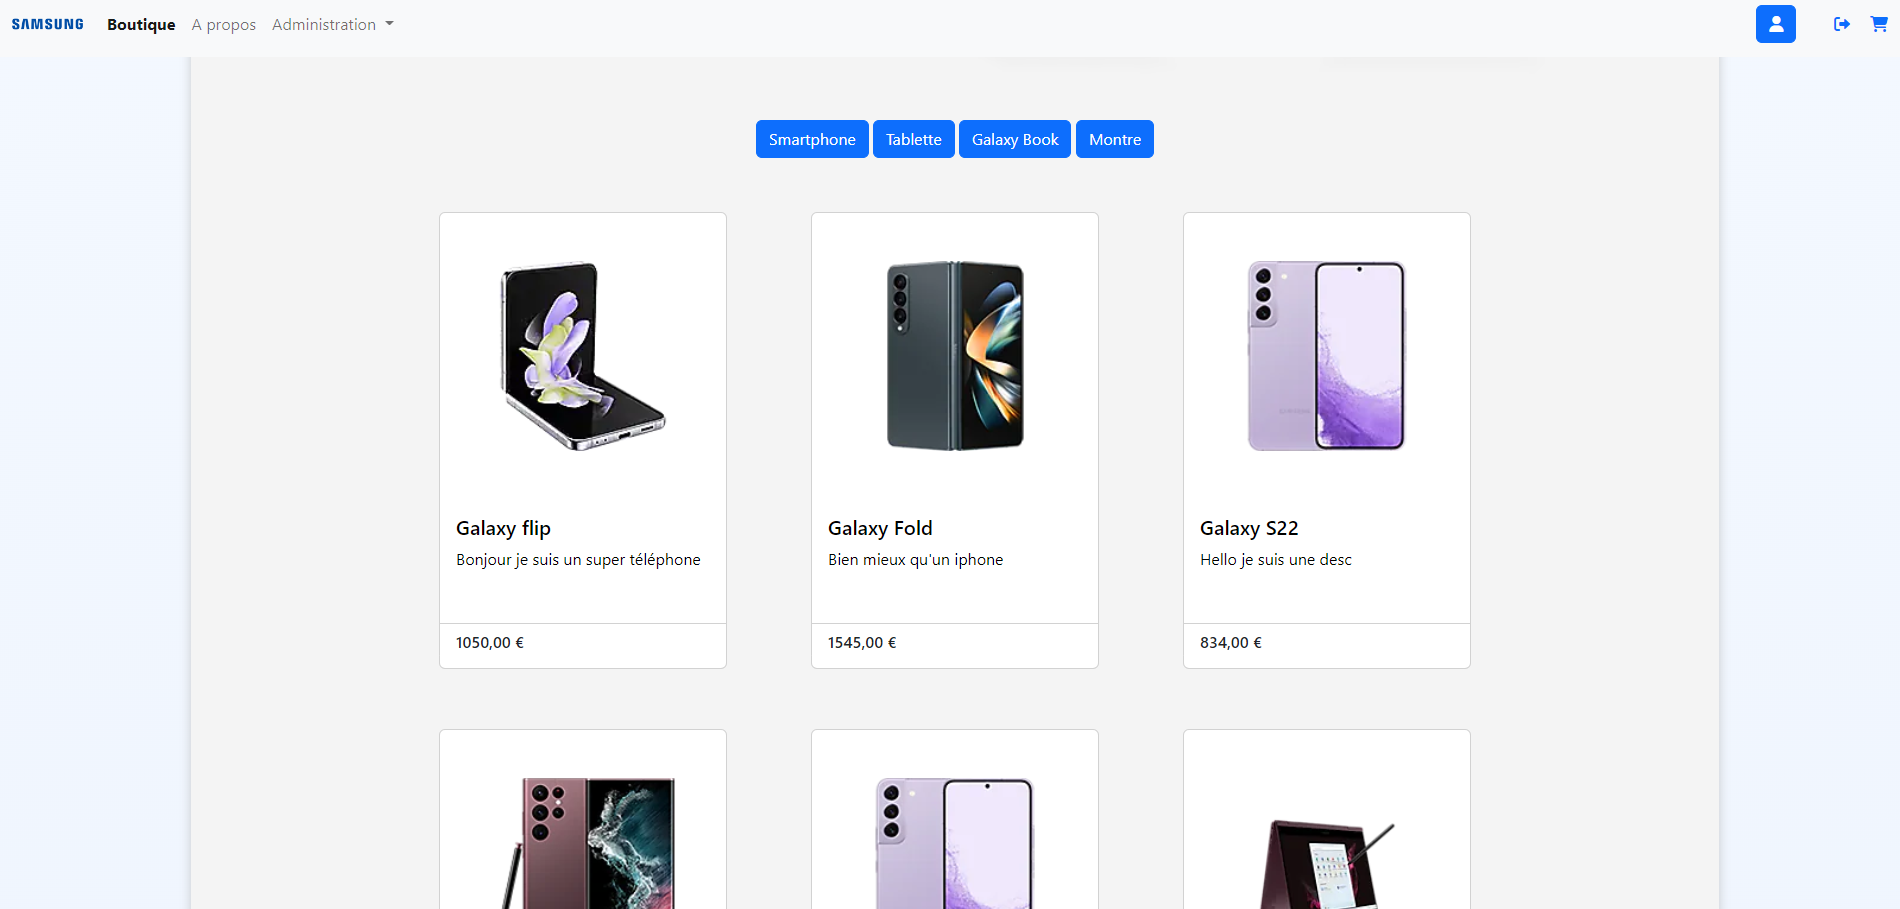 SAMSUNG Boutique A propos Administration
Smartphone Tablette Galaxy Book Montre
Galaxy flip
Bonjour je suis un super téléphone
1050,00 €
Galaxy Fold
Bien mieux qu'un iphone
1545,00 €
Galaxy S22
Hello je suis une desc
834,00 €